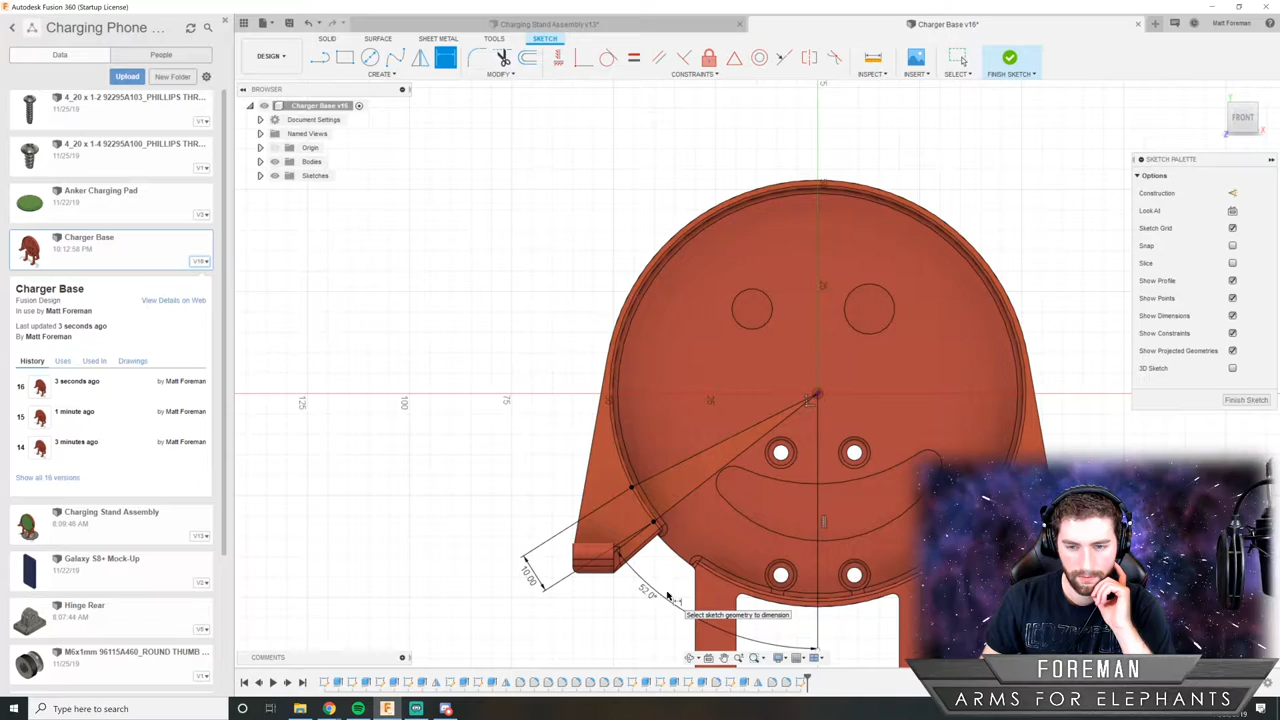 Autodesk Fusion 360 (Startup License)
Charging Phone ...
Charging Stand Assembly v13*
Charger Base v16*
Matt Foreman
Data
People
DESIGN
SOLID
SURFACE
SHEET METAL
TOOLS
SKETCH
CREATE
MODIFY
CONSTRAINTS
INSPECT
INSERT
SELECT
FINISH SKETCH
Upload
New Folder
BROWSER
Charger Base v16
Document Settings
Named Views
Origin
Bodies
Sketches
4_20 x 1-2 92295A103_PHILLIPS THR...
11/25/19
V1
4_20 x 1-4 92295A100_PHILLIPS THR...
11/25/19
V1
Anker Charging Pad
11/22/19
V3
Charger Base
10:12:58 PM
V16
Charger Base
Fusion Design
View Details on Web
In use by Matt Foreman
Last updated 3 seconds ago
By Matt Foreman
History
Uses
Used In
Drawings
16
3 seconds ago
by Matt Foreman
15
1 minute ago
by Matt Foreman
14
3 minutes ago
by Matt Foreman
Show all 16 versions
Charging Stand Assembly
8:09:46 AM
V13
Galaxy S8+ Mock-Up
11/22/19
V2
Hinge Rear
8:07:44 AM
M6x1mm 96115A460_ROUND THUMB ...
11/25/19
V1
FRONT
SKETCH PALETTE
Options
Construction
Look At
Sketch Grid
Snap
Slice
Show Profile
Show Points
Show Dimensions
Show Constraints
Show Projected Geometries
3D Sketch
Finish Sketch
125
100
75
10.00
52.0°
Select sketch geometry to dimension
COMMENTS
Type here to search
FOREMAN
ARMS FOR ELEPHANTS